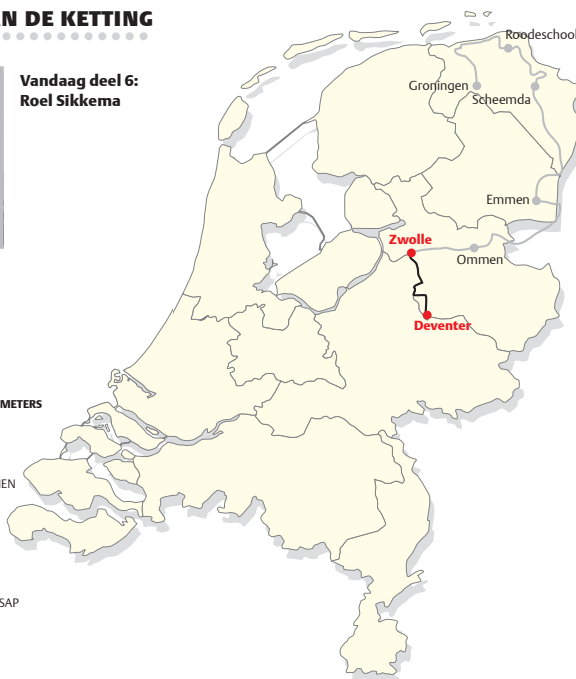 N DE KETTING
Vandaag deel 6:
Roel Sikkema
Roodeschool
Groningen
Scheemda
Emmen
Zwolle
Ommen
Deventer
METERS
EN
SAP